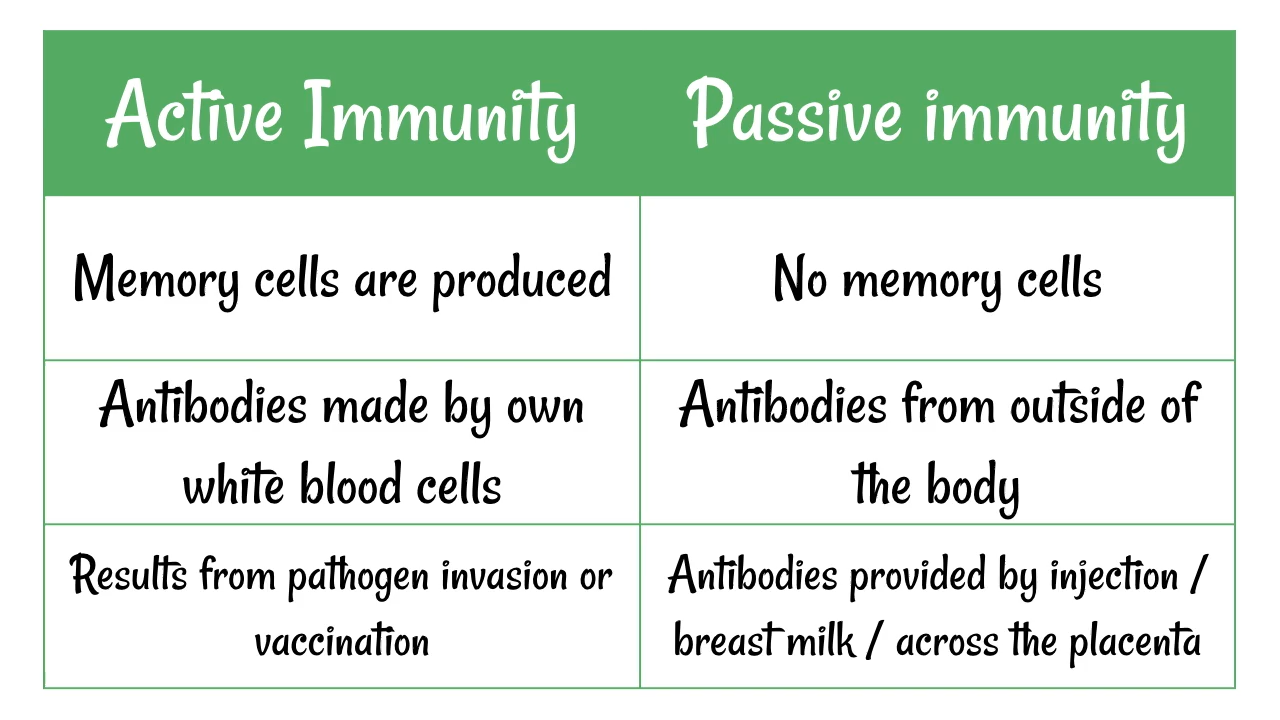 Active Immunity
Passive immunity
Memory cells are produced
No memory cells
Antibodies made by own
white blood cells
Antibodies from outside of
the body
Results from pathogen invasion or
vaccination
Antibodies provided by injection /
breast milk / across the placenta